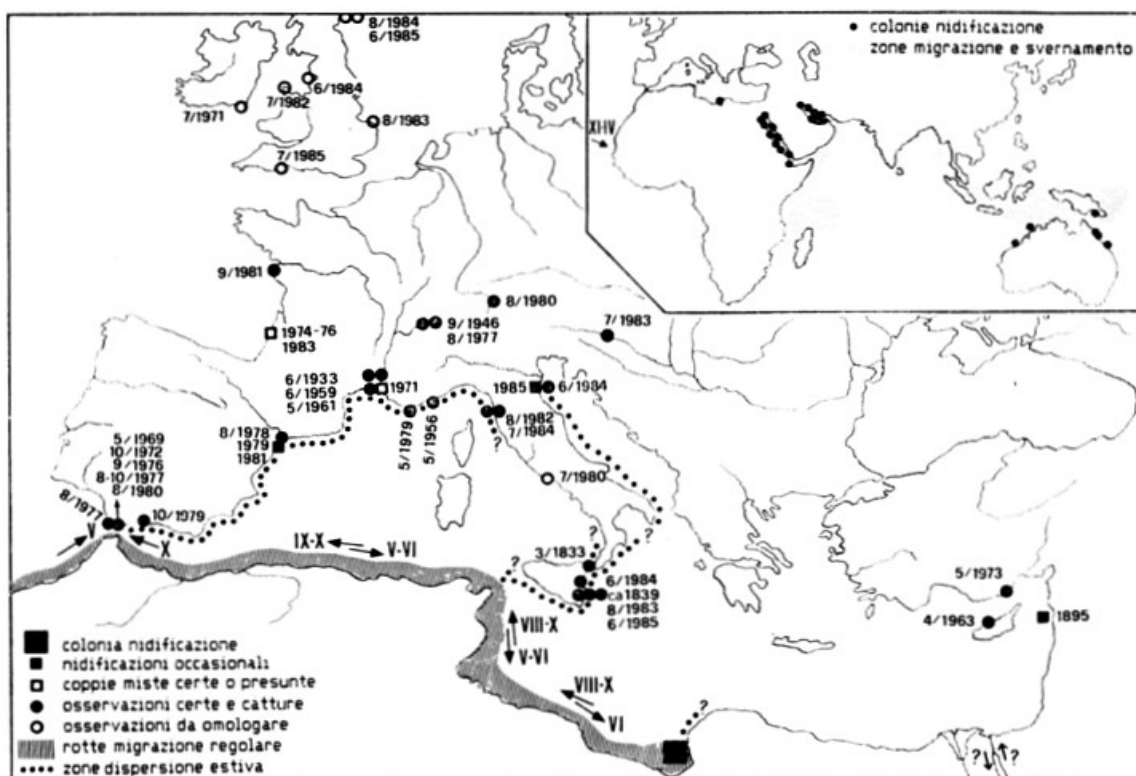 8/1984
6/1985
6/1984
7/1982
7/1971
8/1983
7/1985
colonie nidificazione
zone migrazione e svernamento
XI-IV
9/1981
8/1980
1974-76
1983
9/1946
8/1977
7/1983
6/1933
6/1959
5/1961
1971
1985
6/1984
8/1978
1979
1981
5/1979
5/1956
8/1982
7/1984
?
5/1969
10/1972
9/1976
8-10/1977
8/1980
8/1977
10/1979
7/1980
V
X
IX-X
V-VI
?
?
?
3/1833
6/1984
ca1839
8/1983
6/1985
5/1973
4/1963
1895
VIII-X
V-VI
VIII-X
VI
?
?
?
colonia nidificazione
nidificazioni occasionali
coppie miste certe o presunte
osservazioni certe e catture
osservazioni da omologare
rotte migrazione regolare
zone dispersione estiva